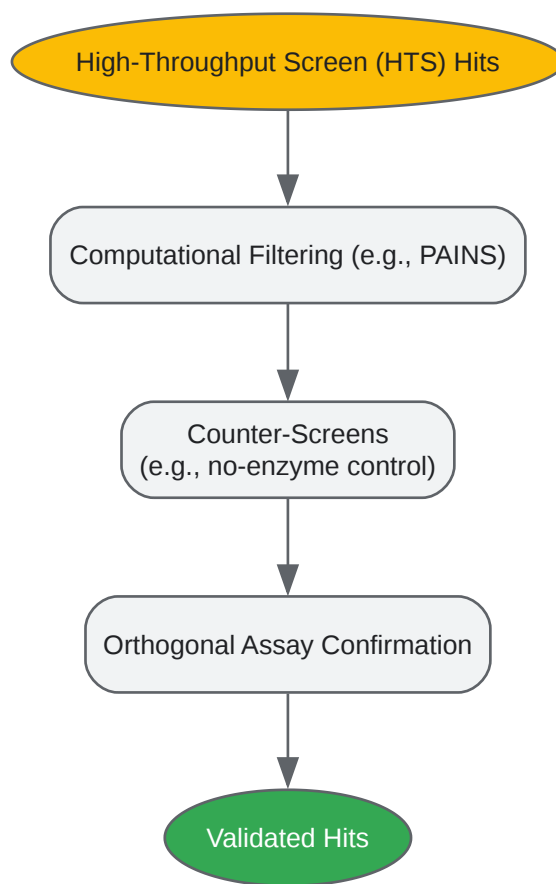 High-Throughput Screen (HTS) Hits
Computational Filtering (e.g., PAINS)
Counter-Screens
(e.g., no-enzyme control)
Orthogonal Assay Confirmation
Validated Hits